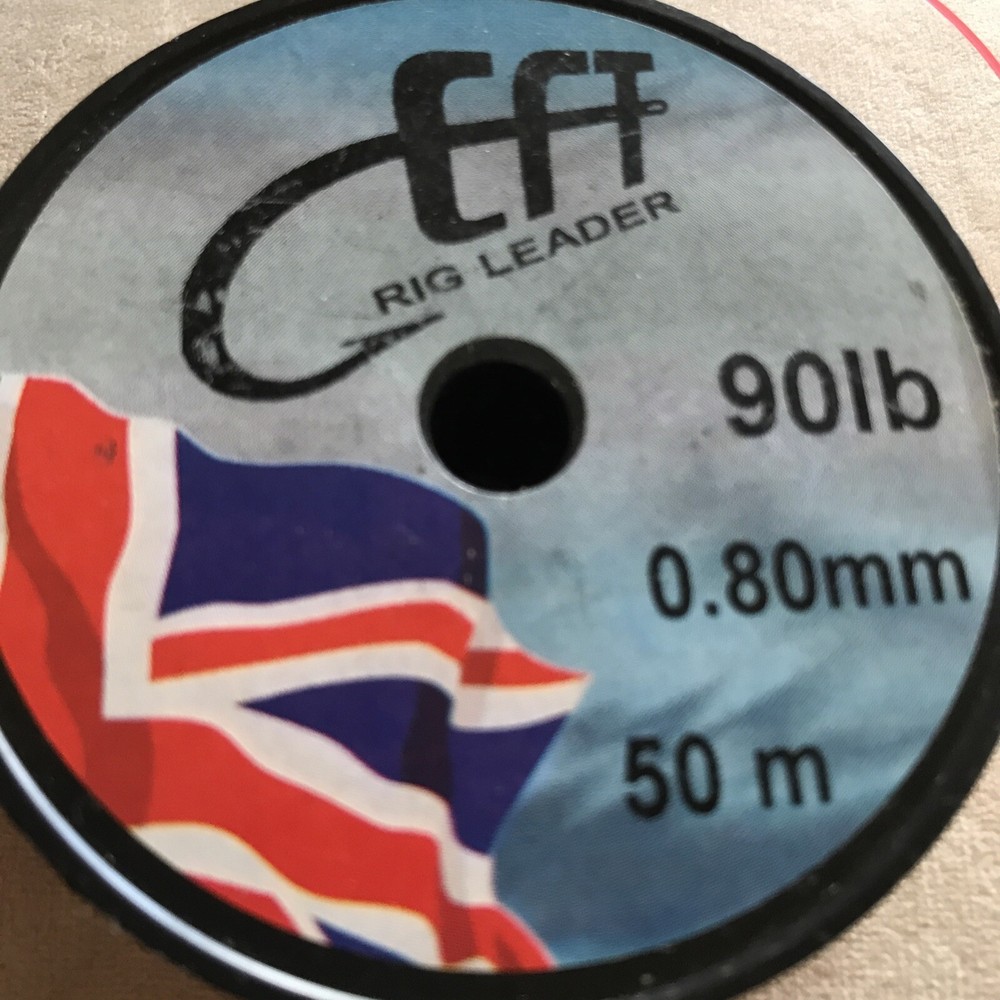 EFT
RIG LEADER
90lb
0.80mm
50 m